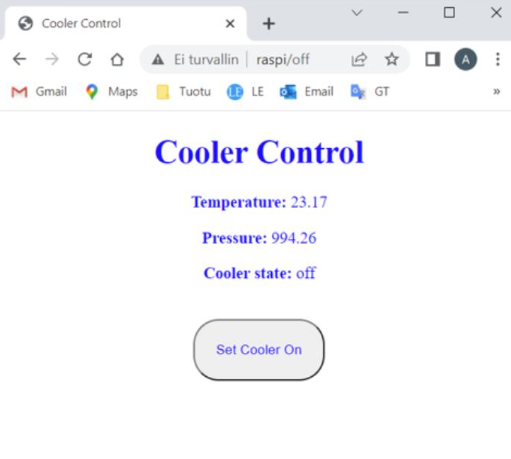 Cooler Control
Ei turvallin raspi/off
A
Gmail Maps Tuotu LE LE Email GT »
Cooler Control
Temperature: 23.17
Pressure: 994.26
Cooler state: off
Set Cooler On